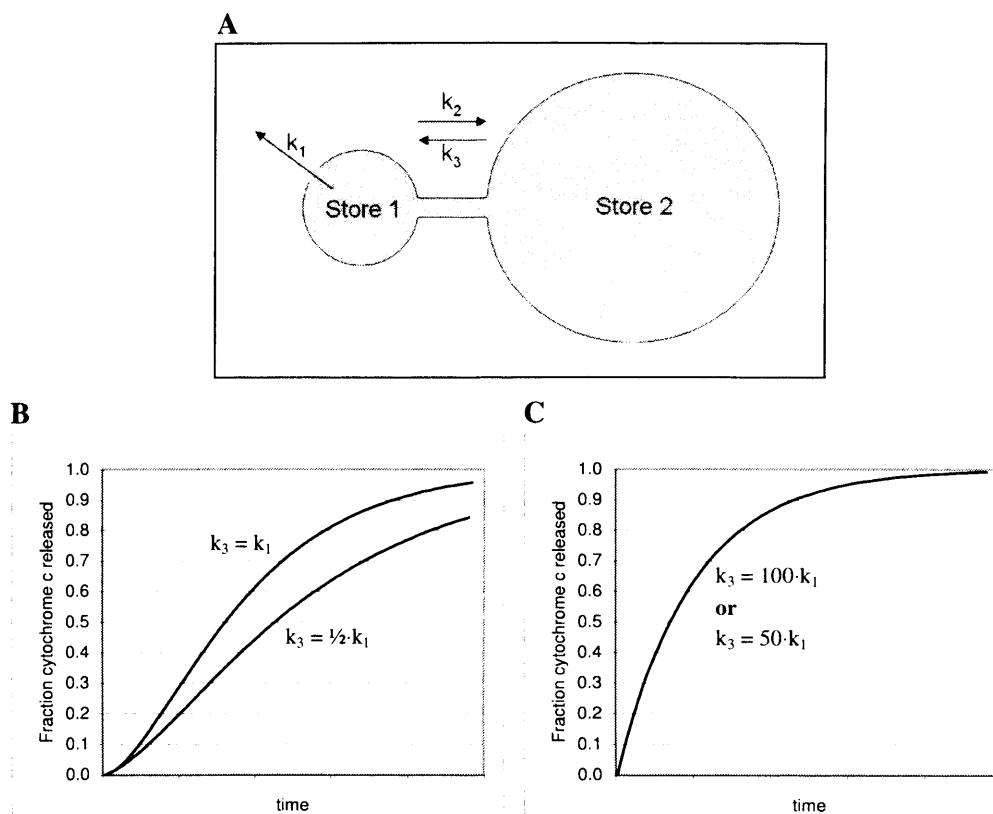 A
k₂
k₁
k₃
Store 1
Store 2
B
Fraction cytochrome c released
1.0
0.9
0.8
0.7
0.6
0.5
0.4
0.3
0.2
0.1
0.0
k₃ = k₁
k₃ = ½·k₁
time
C
Fraction cytochrome c released
1.0
0.9
0.8
0.7
0.6
0.5
0.4
0.3
0.2
0.1
0.0
k₃ = 100·k₁
or
k₃ = 50·k₁
time